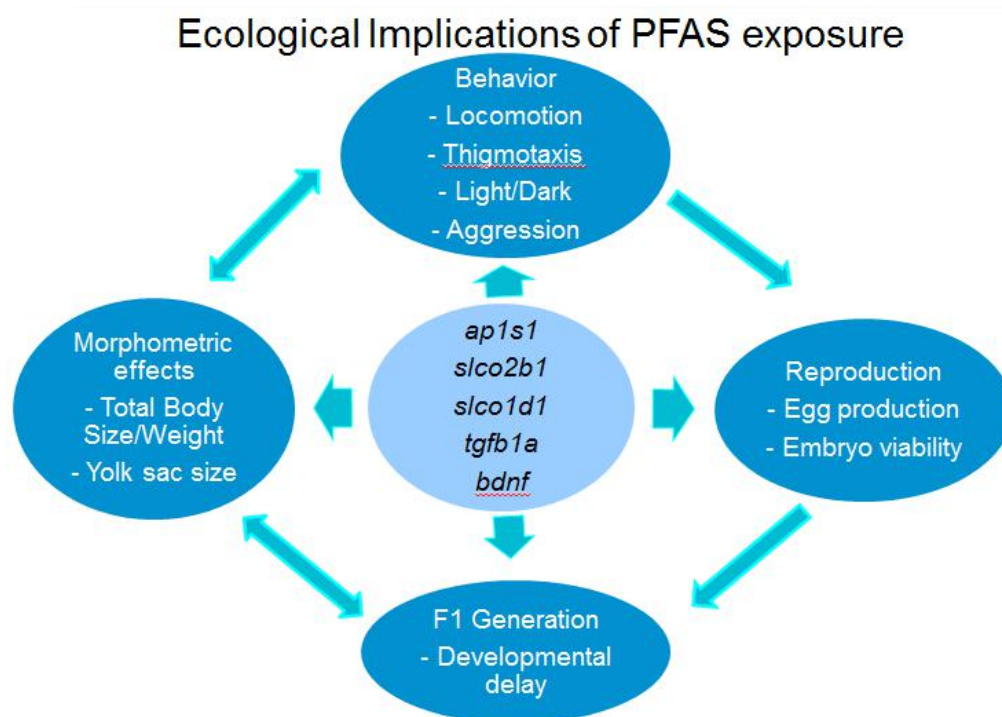 Ecological Implications of PFAS exposure
Behavior
- Locomotion
- Thigmotaxis
- Light/Dark
- Aggression
Morphometric
effects
- Total Body
Size/Weight
- Yolk sac size
ap1s1
slco2b1
slco1d1
tgfb1a
bdnf
Reproduction
- Egg production
- Embryo viability
F1 Generation
- Developmental
delay